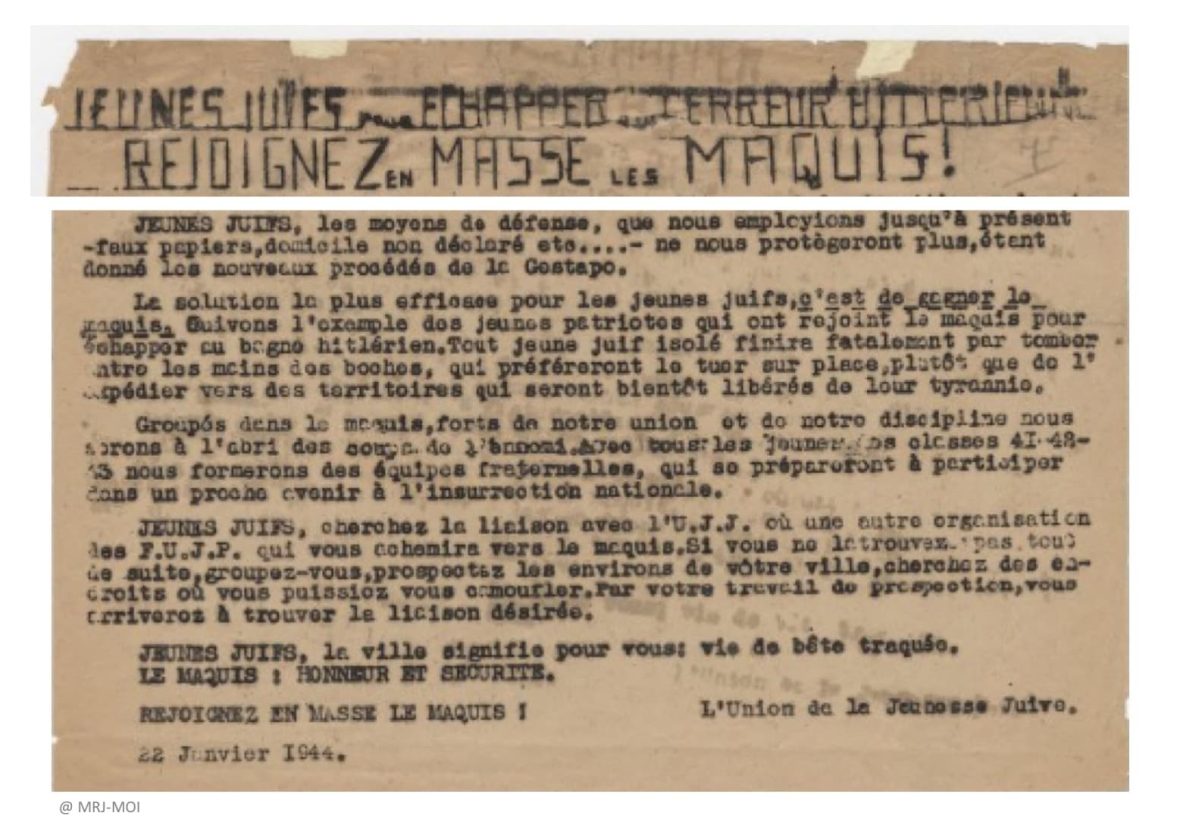 JEUNES JUIFS pour ECHAPPER à la TERREUR HITLERIENNE
REJOIGNEZ EN MASSE LES MAQUIS!
JEUNES JUIFS, les moyens de défense, que nous employions jusqu'à présent
-faux papiers,domicile non déclaré etc....- ne nous protègeront plus,étant
donné les nouveaux procédés de la Gestapo.
La solution la plus efficace pour les jeunes juifs,c'est de gagner le
maquis. Suivons l'exemple des jeunes patriotes qui ont rejoint le maquis pour
échapper au bagne hitlérien.Tout jeune juif isolé finira fatalement par tomber
entre les mains des boches, qui préféreront le tuer sur place,plutôt que de l'
expédier vers des territoires qui seront bientôt libérés de leur tyrannie.
Groupés dans le maquis,forts de notre union et de notre discipline nous
serons à l'abri des coups de l'ennemi.Avec tous les jeunes des classes 41-42-
43 nous formerons des équipes fraternelles, qui se prépareront à participer
dans un proche avenir à l'insurrection nationale.
JEUNES JUIFS, cherchez la liaison avec l'U.J.J. où une autre organisation
des F.U.J.P. qui vous achemira vers le maquis.Si vous ne la trouvez pas tout
de suite,groupez-vous,prospectez les environs de vôtre ville,cherchez des en-
droits où vous puissiez vous camoufler.Par votre travail de prospection,vous
arriverez à trouver la liaison désirée.
JEUNES JUIFS, la ville signifie pour vous: vie de bête traquée.
LE MAQUIS : HONNEUR ET SECURITE.
REJOIGNEZ EN MASSE LE MAQUIS !
L'Union de la Jeunesse Juive.
22 Janvier 1944.
@ MRJ-MOI